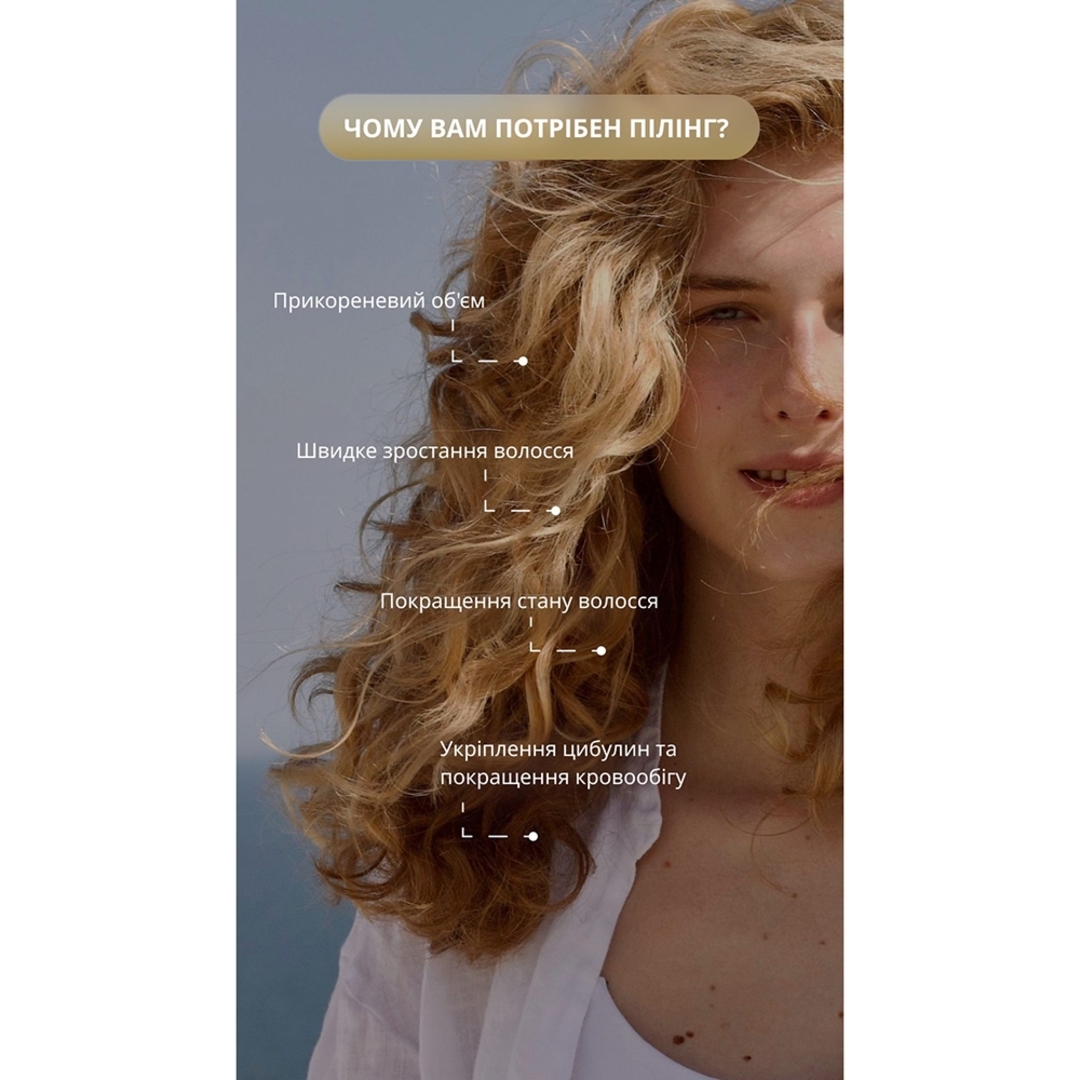 ЧОМУ ВАМ ПОТРІБЕН ПІЛІНГ?
Прикореневий об'єм
Швидке зростання волосся
Покращення стану волосся
Укріплення цибулин та
покращення кровообігу